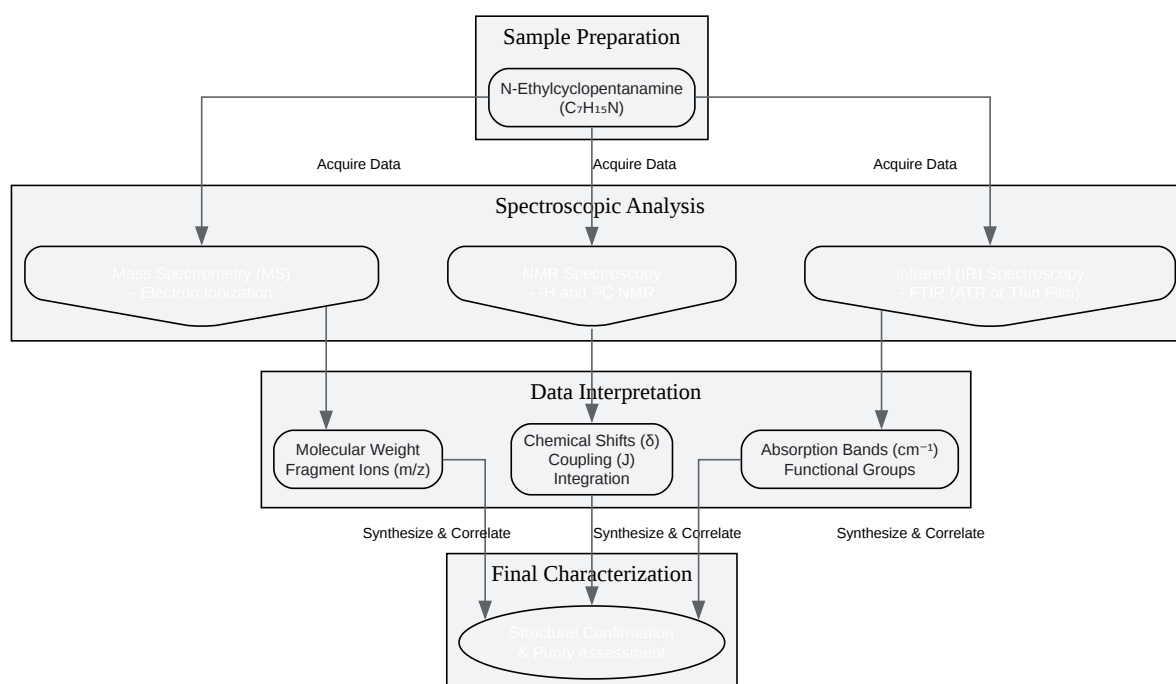 Sample Preparation
N-Ethylcyclopentanamine
(C₇H₁₅N)
Acquire Data
Acquire Data
Acquire Data
Spectroscopic Analysis
Mass Spectrometry (MS)
- Electron Ionization
NMR Spectroscopy
- ¹H and ¹³C NMR
Infrared (IR) Spectroscopy
- FTIR (ATR or Thin Film)
Data Interpretation
Molecular Weight
Fragment Ions (m/z)
Chemical Shifts (δ)
Coupling (J)
Integration
Absorption Bands (cm⁻¹)
Functional Groups
Synthesize & Correlate
Synthesize & Correlate
Synthesize & Correlate
Final Characterization
Structural Confirmation
& Purity Assessment